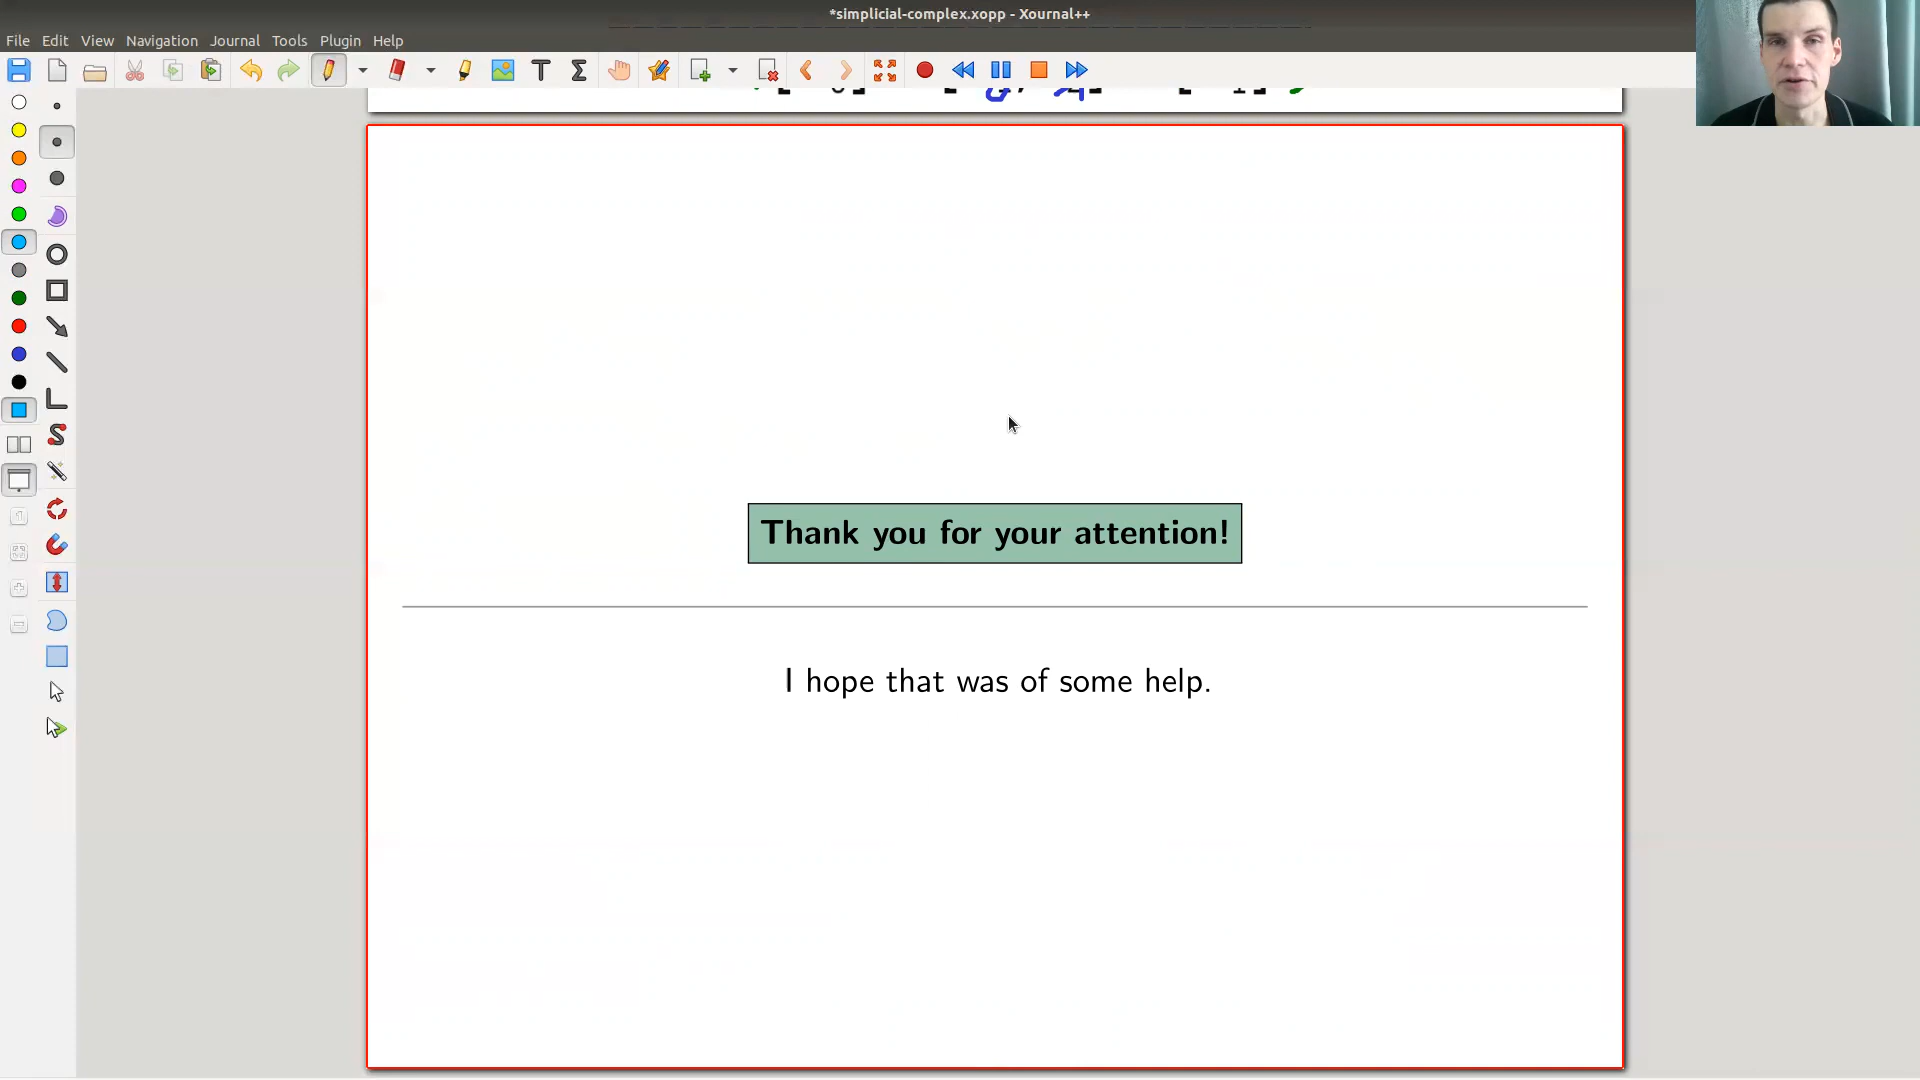 *simplicial-complex.xopp - Xournal++
File Edit View Navigation Journal Tools Plugin Help
Thank you for your attention!
I hope that was of some help.